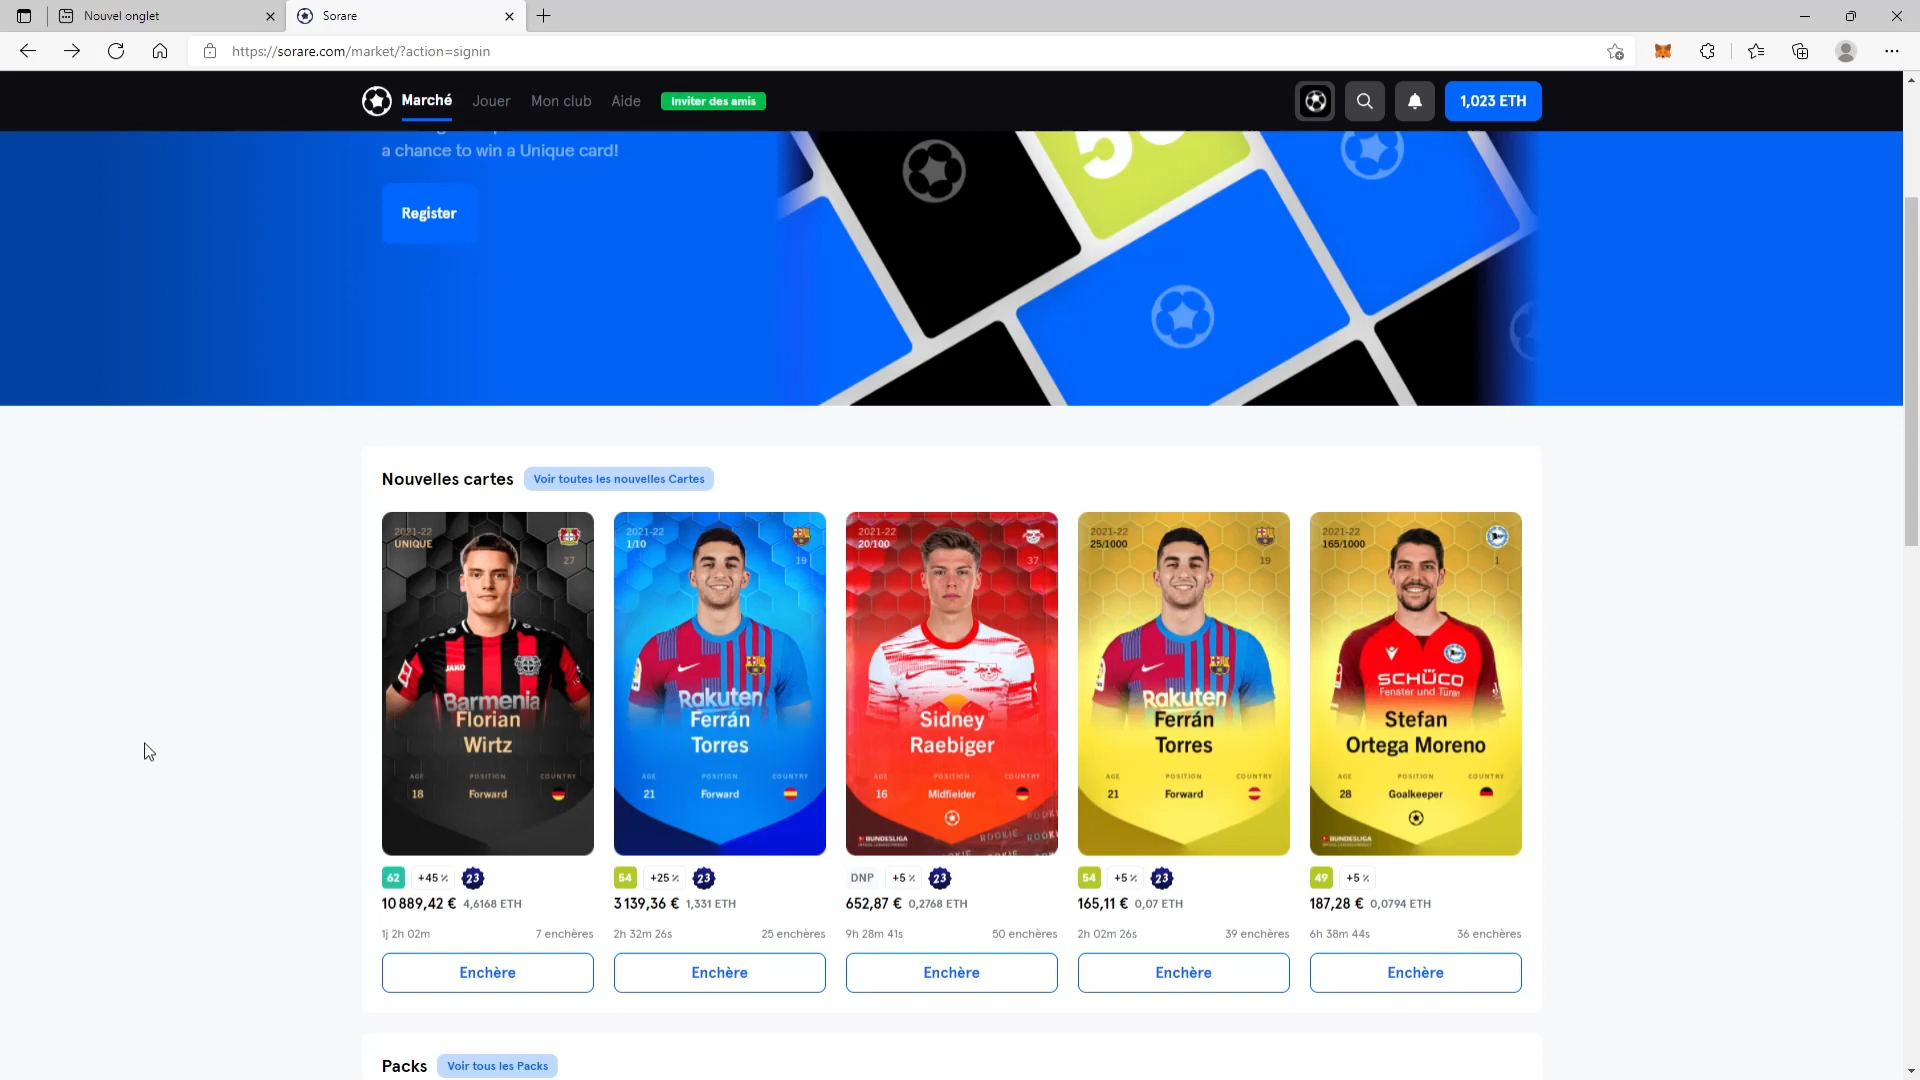 Nouvel onglet
Sorare
https://sorare.com/market/?action=signin
Marché Jouer Mon club Aide Inviter des amis 1,023 ETH
a chance to win a Unique card!
Register
Nouvelles cartes Voir toutes les nouvelles Cartes
2021-22
UNIQUE
27
JAKO
Barmenia
Florian
Wirtz
AGE POSITION COUNTRY
18 Forward
2021-22
1/10
19
Rakuten
Ferrán
Torres
AGE POSITION COUNTRY
21 Forward
2021-22
20/100
37
Sidney
Raebiger
AGE POSITION COUNTRY
16 Midfielder
BUNDESLIGA
ROOKIE
2021-22
25/1000
19
Rakuten
Ferrán
Torres
AGE POSITION COUNTRY
21 Forward
2021-22
165/1000
1
SCHÜCO
Fenster und Türen
Stefan
Ortega Moreno
AGE POSITION COUNTRY
28 Goalkeeper
BUNDESLIGA
62 +45 % 23
10 889,42 € 4,6168 ETH
1j 2h 02m 7 enchères
Enchère
54 +25 % 23
3 139,36 € 1,331 ETH
2h 32m 26s 25 enchères
Enchère
DNP +5 % 23
652,87 € 0,2768 ETH
9h 28m 41s 50 enchères
Enchère
54 +5 % 23
165,11 € 0,07 ETH
2h 02m 26s 39 enchères
Enchère
49 +5 %
187,28 € 0,0794 ETH
6h 38m 44s 36 enchères
Enchère
Packs Voir tous les Packs